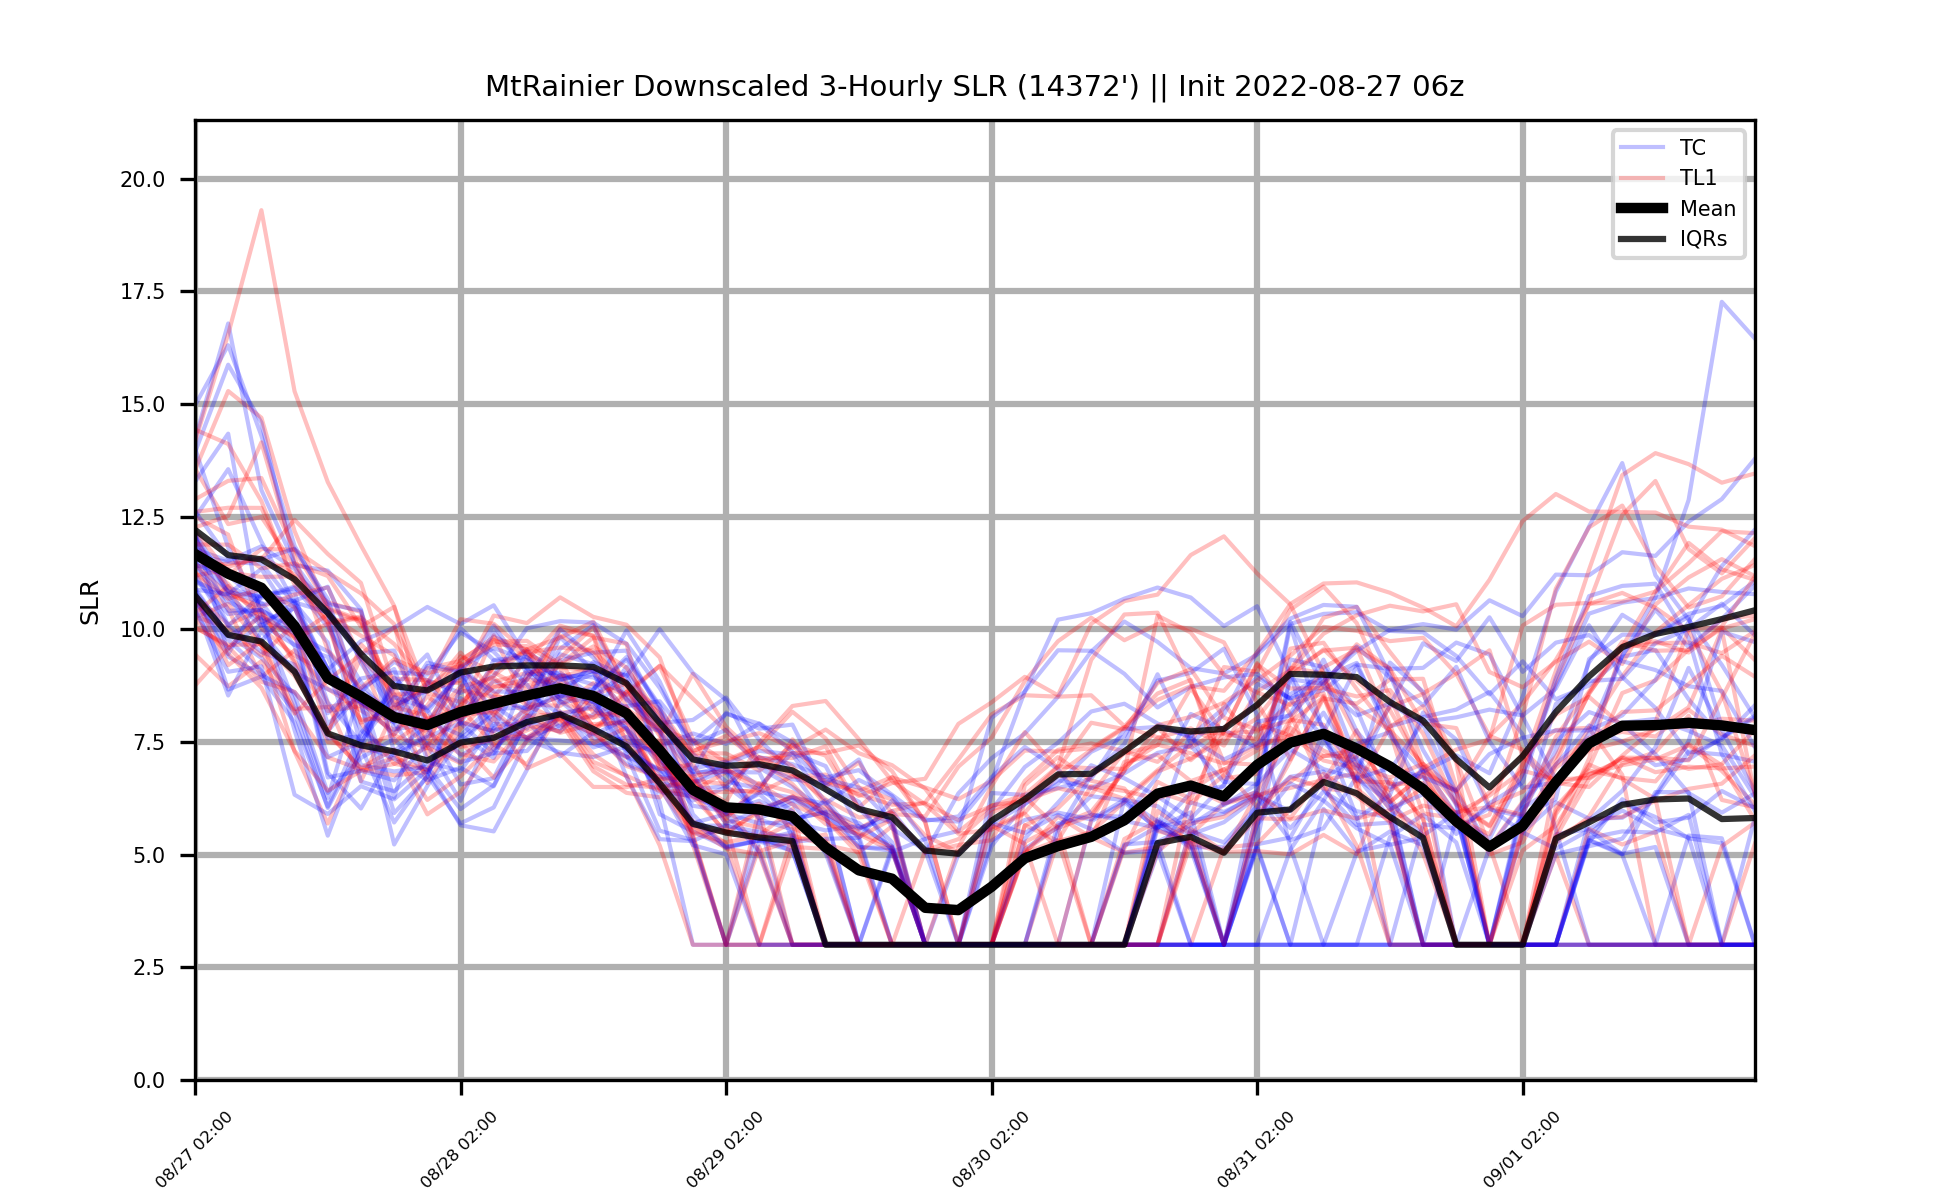 MtRainier Downscaled 3-Hourly SLR (14372') || Init 2022-08-27 06z
TC
TL1
Mean
IQRs
SLR
20.0
17.5
15.0
12.5
10.0
7.5
5.0
2.5
0.0
08/27 02:00
08/28 02:00
08/29 02:00
08/30 02:00
08/31 02:00
09/01 02:00